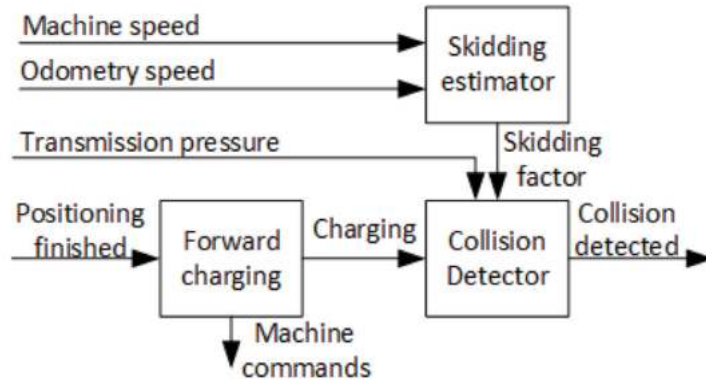 Machine speed
Odometry speed
Skidding
estimator
Transmission pressure
Skidding
factor
Positioning
finished
Forward
charging
Charging
Collision
Detector
Collision
detected
Machine
commands